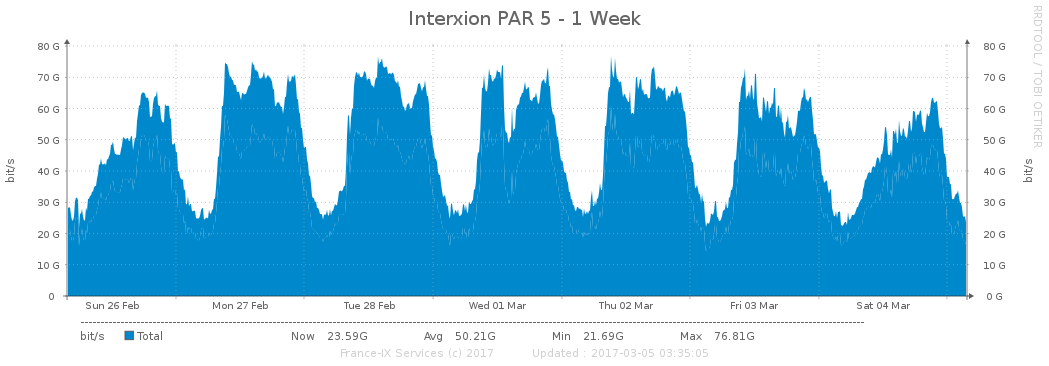 Interxion PAR 5 - 1 Week
RRDTOOL / TOBI OETIKER
bit/s
bit/s
80 G 80 G
70 G 70 G
60 G 60 G
50 G 50 G
40 G 40 G
30 G 30 G
20 G 20 G
10 G 10 G
0 0 G
Sun 26 Feb Mon 27 Feb Tue 28 Feb Wed 01 Mar Thu 02 Mar Fri 03 Mar Sat 04 Mar
bit/s Total Now 23.59G Avg 50.21G Min 21.69G Max 76.81G
France-IX Services (c) 2017 Updated : 2017-03-05 03:35:05